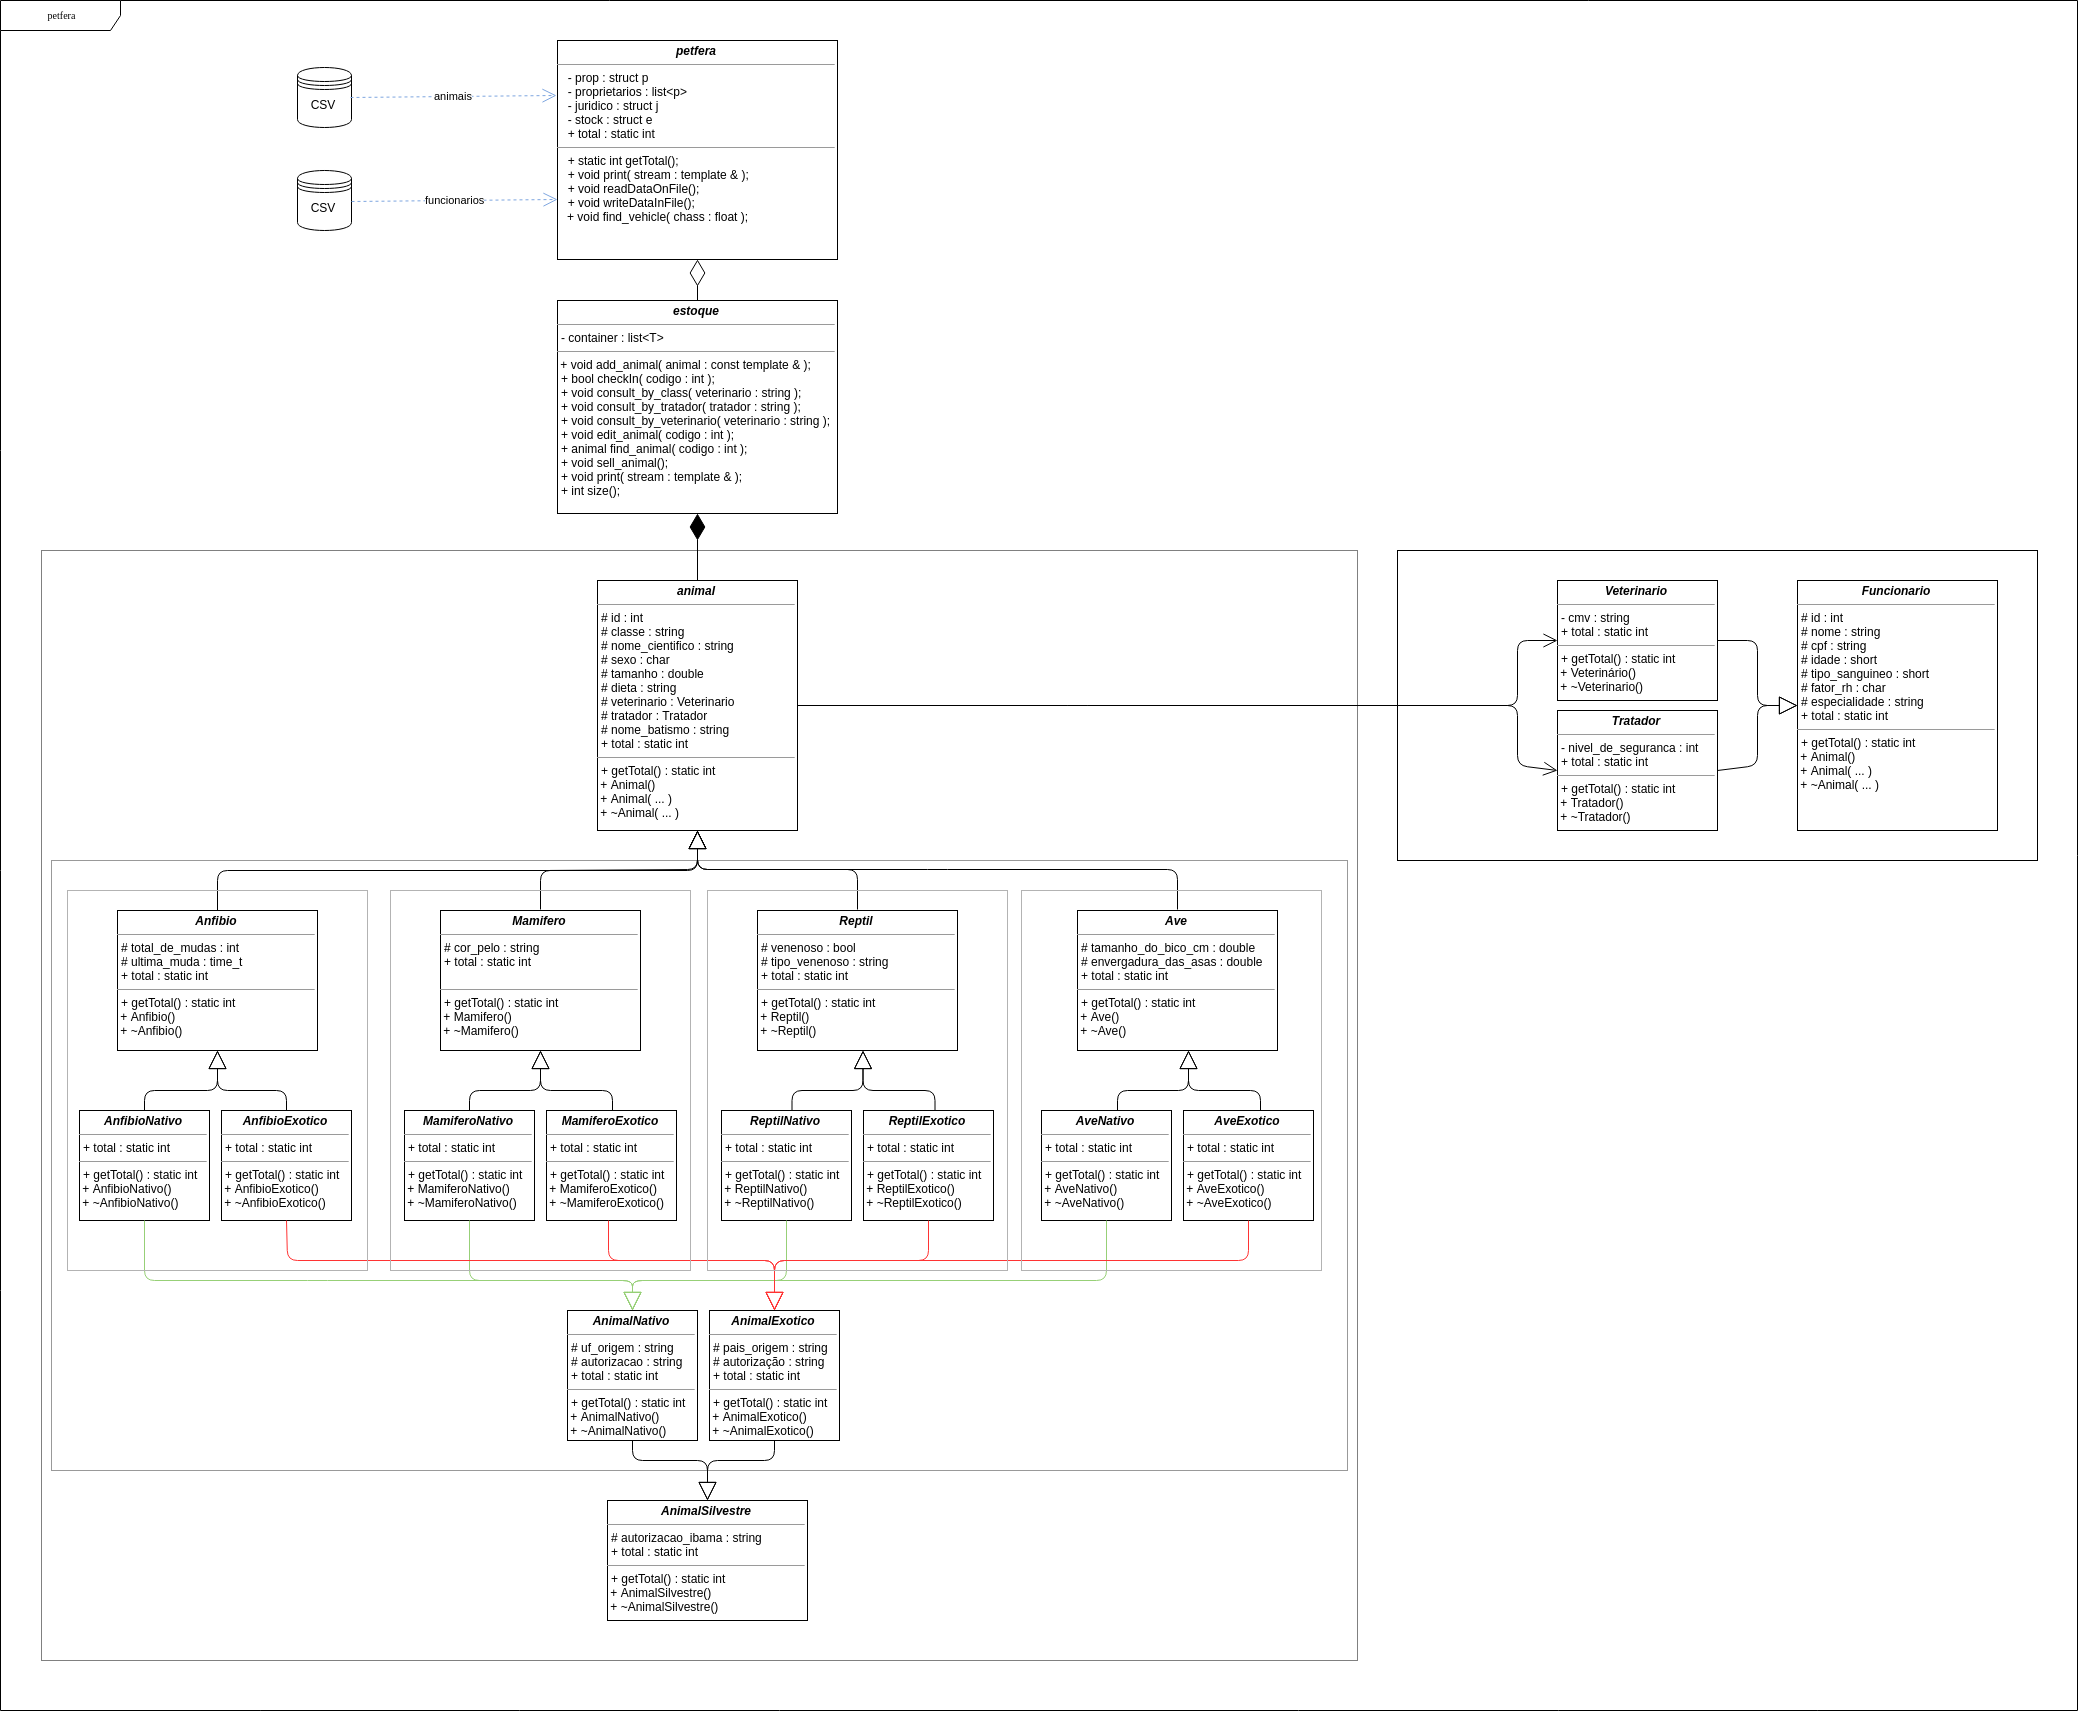 petfera
petfera
- prop : struct p
- proprietarios : list<p>
- juridico : struct j
- stock : struct e
+ total : static int
+ static int getTotal();
+ void print( stream : template & );
+ void readDataOnFile();
+ void writeDataInFile();
+ void find_vehicle( chass : float );
CSV
animais
CSV
funcionarios
estoque
- container : list<T>
+ void add_animal( animal : const template & );
+ bool checkIn( codigo : int );
+ void consult_by_class( veterinario : string );
+ void consult_by_tratador( tratador : string );
+ void consult_by_veterinario( veterinario : string );
+ void edit_animal( codigo : int );
+ animal find_animal( codigo : int );
+ void sell_animal();
+ void print( stream : template & );
+ int size();
animal
# id : int
# classe : string
# nome_cientifico : string
# sexo : char
# tamanho : double
# dieta : string
# veterinario : Veterinario
# tratador : Tratador
# nome_batismo : string
+ total : static int
+ getTotal() : static int
+ Animal()
+ Animal( ... )
+ ~Animal( ... )
Veterinario
- cmv : string
+ total : static int
+ getTotal() : static int
+ Veterinário()
+ ~Veterinario()
Tratador
- nivel_de_seguranca : int
+ total : static int
+ getTotal() : static int
+ Tratador()
+ ~Tratador()
Funcionario
# id : int
# nome : string
# cpf : string
# idade : short
# tipo_sanguineo : short
# fator_rh : char
# especialidade : string
+ total : static int
+ getTotal() : static int
+ Animal()
+ Animal( ... )
+ ~Animal( ... )
Anfibio
# total_de_mudas : int
# ultima_muda : time_t
+ total : static int
+ getTotal() : static int
+ Anfibio()
+ ~Anfibio()
Mamifero
# cor_pelo : string
+ total : static int
+ getTotal() : static int
+ Mamifero()
+ ~Mamifero()
Reptil
# venenoso : bool
# tipo_venenoso : string
+ total : static int
+ getTotal() : static int
+ Reptil()
+ ~Reptil()
Ave
# tamanho_do_bico_cm : double
# envergadura_das_asas : double
+ total : static int
+ getTotal() : static int
+ Ave()
+ ~Ave()
AnfibioNativo
+ total : static int
+ getTotal() : static int
+ AnfibioNativo()
+ ~AnfibioNativo()
AnfibioExotico
+ total : static int
+ getTotal() : static int
+ AnfibioExotico()
+ ~AnfibioExotico()
MamiferoNativo
+ total : static int
+ getTotal() : static int
+ MamiferoNativo()
+ ~MamiferoNativo()
MamiferoExotico
+ total : static int
+ getTotal() : static int
+ MamiferoExotico()
+ ~MamiferoExotico()
ReptilNativo
+ total : static int
+ getTotal() : static int
+ ReptilNativo()
+ ~ReptilNativo()
ReptilExotico
+ total : static int
+ getTotal() : static int
+ ReptilExotico()
+ ~ReptilExotico()
AveNativo
+ total : static int
+ getTotal() : static int
+ AveNativo()
+ ~AveNativo()
AveExotico
+ total : static int
+ getTotal() : static int
+ AveExotico()
+ ~AveExotico()
AnimalNativo
# uf_origem : string
# autorizacao : string
+ total : static int
+ getTotal() : static int
+ AnimalNativo()
+ ~AnimalNativo()
AnimalExotico
# pais_origem : string
# autorização : string
+ total : static int
+ getTotal() : static int
+ AnimalExotico()
+ ~AnimalExotico()
AnimalSilvestre
# autorizacao_ibama : string
+ total : static int
+ getTotal() : static int
+ AnimalSilvestre()
+ ~AnimalSilvestre()